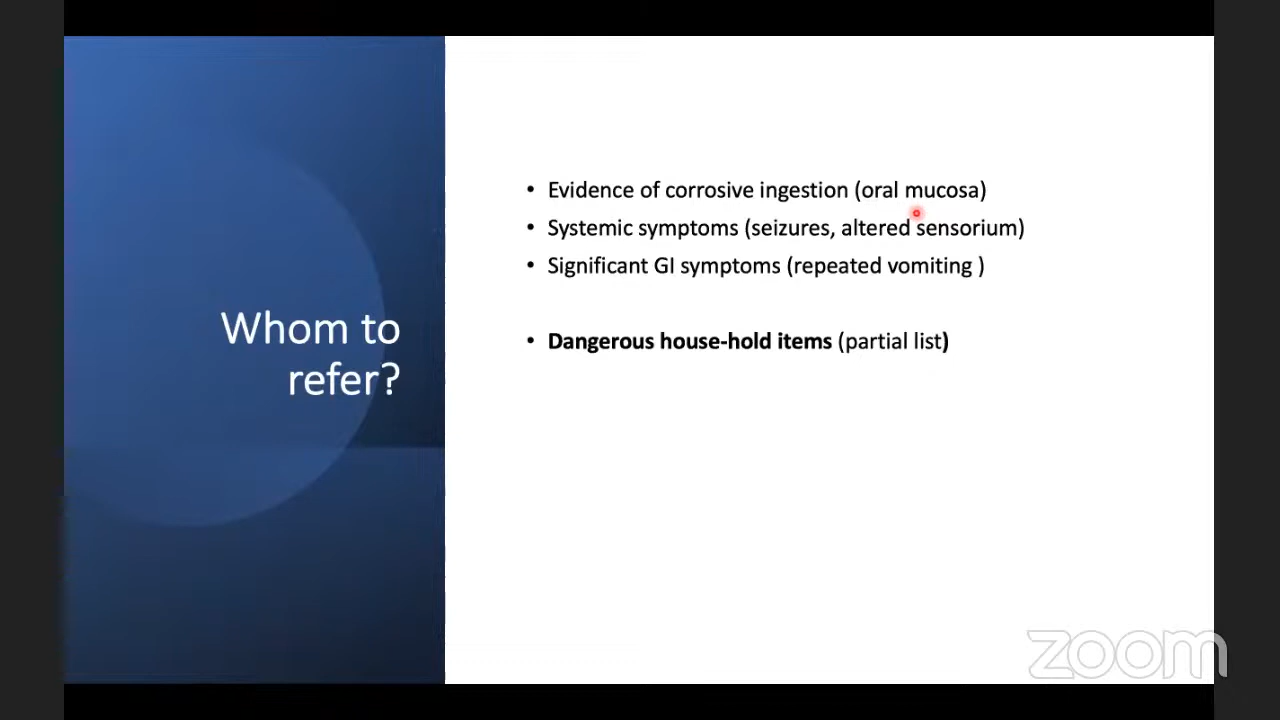 Whom to
refer?
• Evidence of corrosive ingestion (oral mucosa)
• Systemic symptoms (seizures, altered sensorium)
• Significant GI symptoms (repeated vomiting )
• Dangerous house-hold items (partial list)
zoom